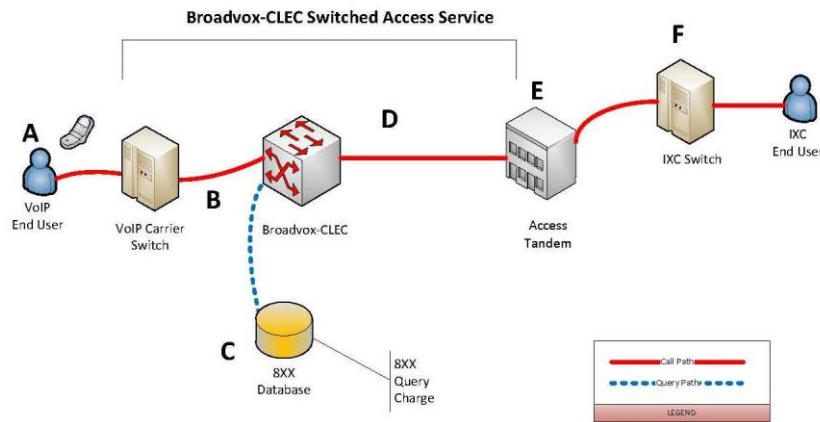 Broadvox-CLEC Switched Access Service
F
E
D
A
B
C
VoIP
End User
VoIP Carrier
Switch
Broadvox-CLEC
Access
Tandem
IXC Switch
IXC
End User
8XX
Database
8XX
Query
Charge
Call Path
Query Path
LEGEND